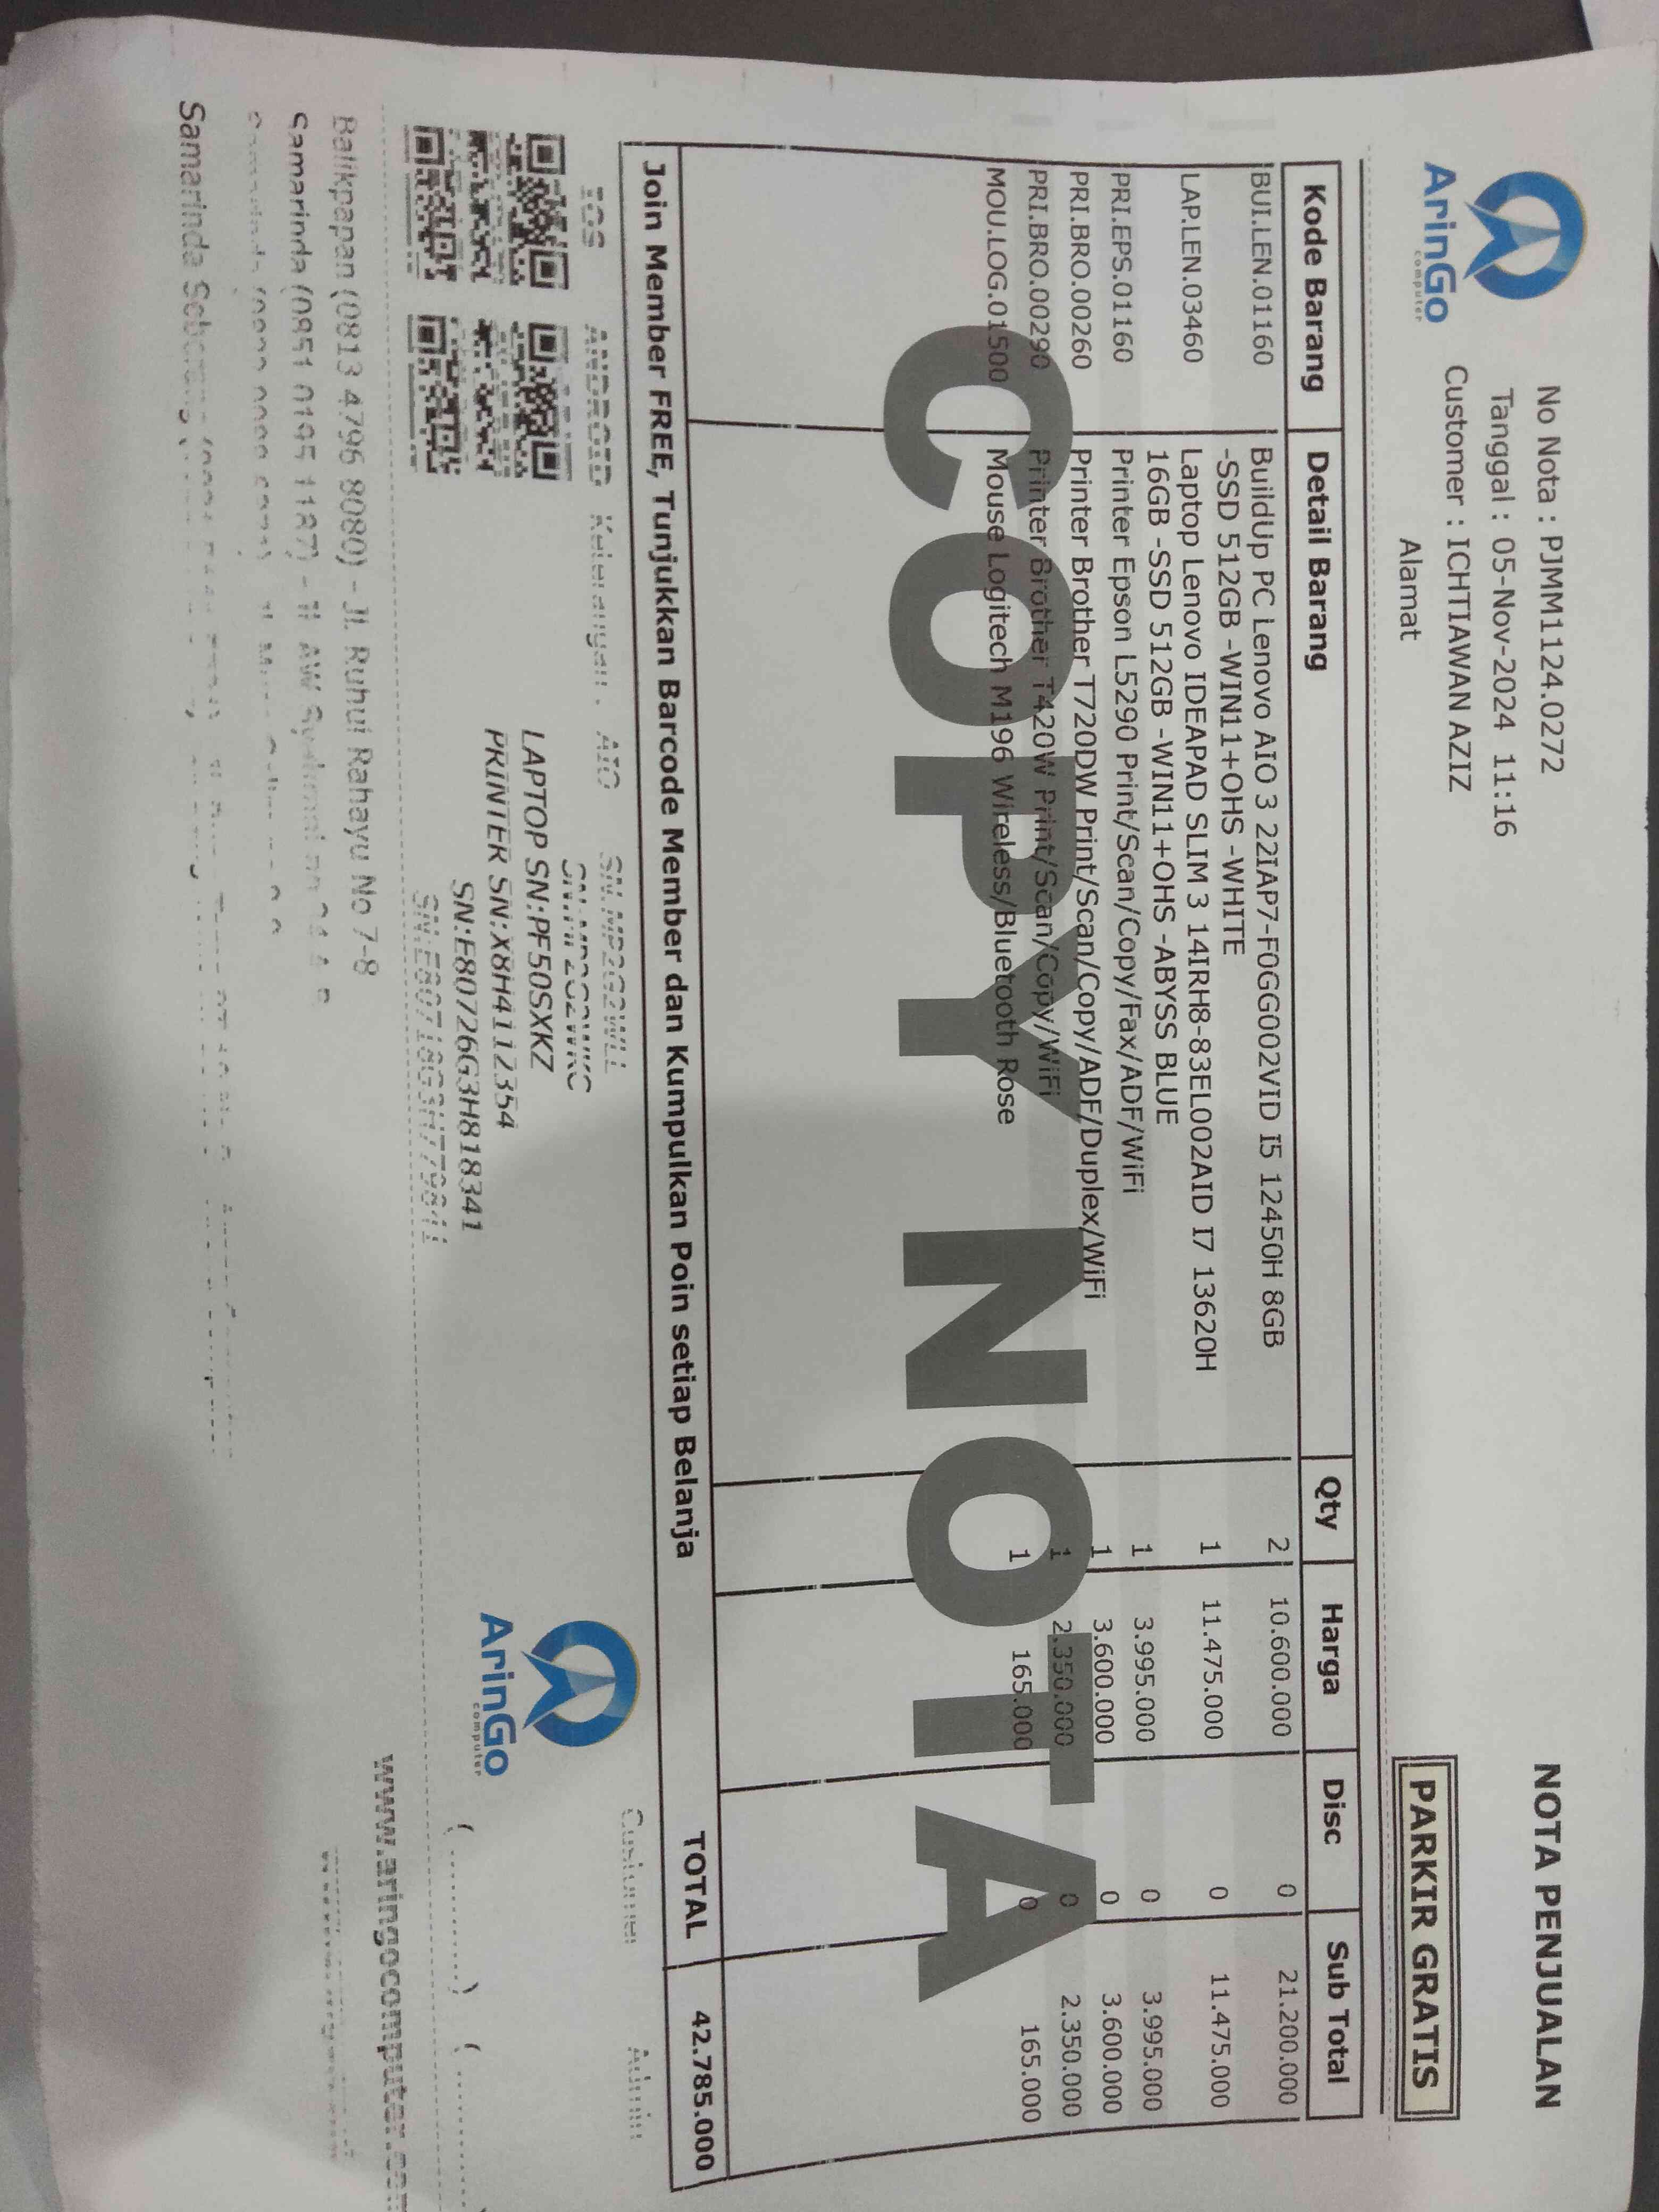 ArinGo
computer
No Nota : PJMM1124.0272
Tanggal : 05-Nov-2024 11:16
Customer : ICHTIAWAN AZIZ
Alamat
NOTA PENJUALAN
PARKIR GRATIS
Kode Barang Detail Barang Qty Harga Disc Sub Total
BUI.LEN.01160 BuildUp PC Lenovo AIO 3 22IAP7-F0GG002VID I5 12450H 8GB 2 10.600.000 0 21.200.000
-SSD 512GB -WIN11+OHS -WHITE
LAP.LEN.03460 Laptop Lenovo IDEAPAD SLIM 3 14IRH8-83EL002AID I7 13620H 1 11.475.000 0 11.475.000
16GB -SSD 512GB -WIN11+OHS -ABYSS BLUE
PRI.EPS.01160 Printer Epson L5290 Print/Scan/Copy/Fax/ADF/WiFi 1 3.995.000 0 3.995.000
PRI.BRO.00260 Printer Brother T720DW Print/Scan/Copy/ADF/Duplex/WiFi 1 3.600.000 0 3.600.000
PRI.BRO.00290 Printer Brother T420W Print/Scan/Copy/WiFi 1 2.350.000 0 2.350.000
MOU.LOG.01500 Mouse Logitech M196 Wireless/Bluetooth Rose 1 165.000 0 165.000
COPY NOTA
Join Member FREE, Tunjukkan Barcode Member dan Kumpulkan Poin setiap Belanja TOTAL 42.785.000
IOS ANDROID Keterangan : AIO
LAPTOP SN:PF50SXKZ
PRINTER SN:X8H4112354
SN:E80726G3H818341
ArinGo
computer
Customer Admin
(..........) (..........
Balikpapan (0813 4796 8080) - Jl. Ruhui Rahayu No 7-8
Samarinda (0851 0195 1187)
Samarinda
www.aringocomputer.com